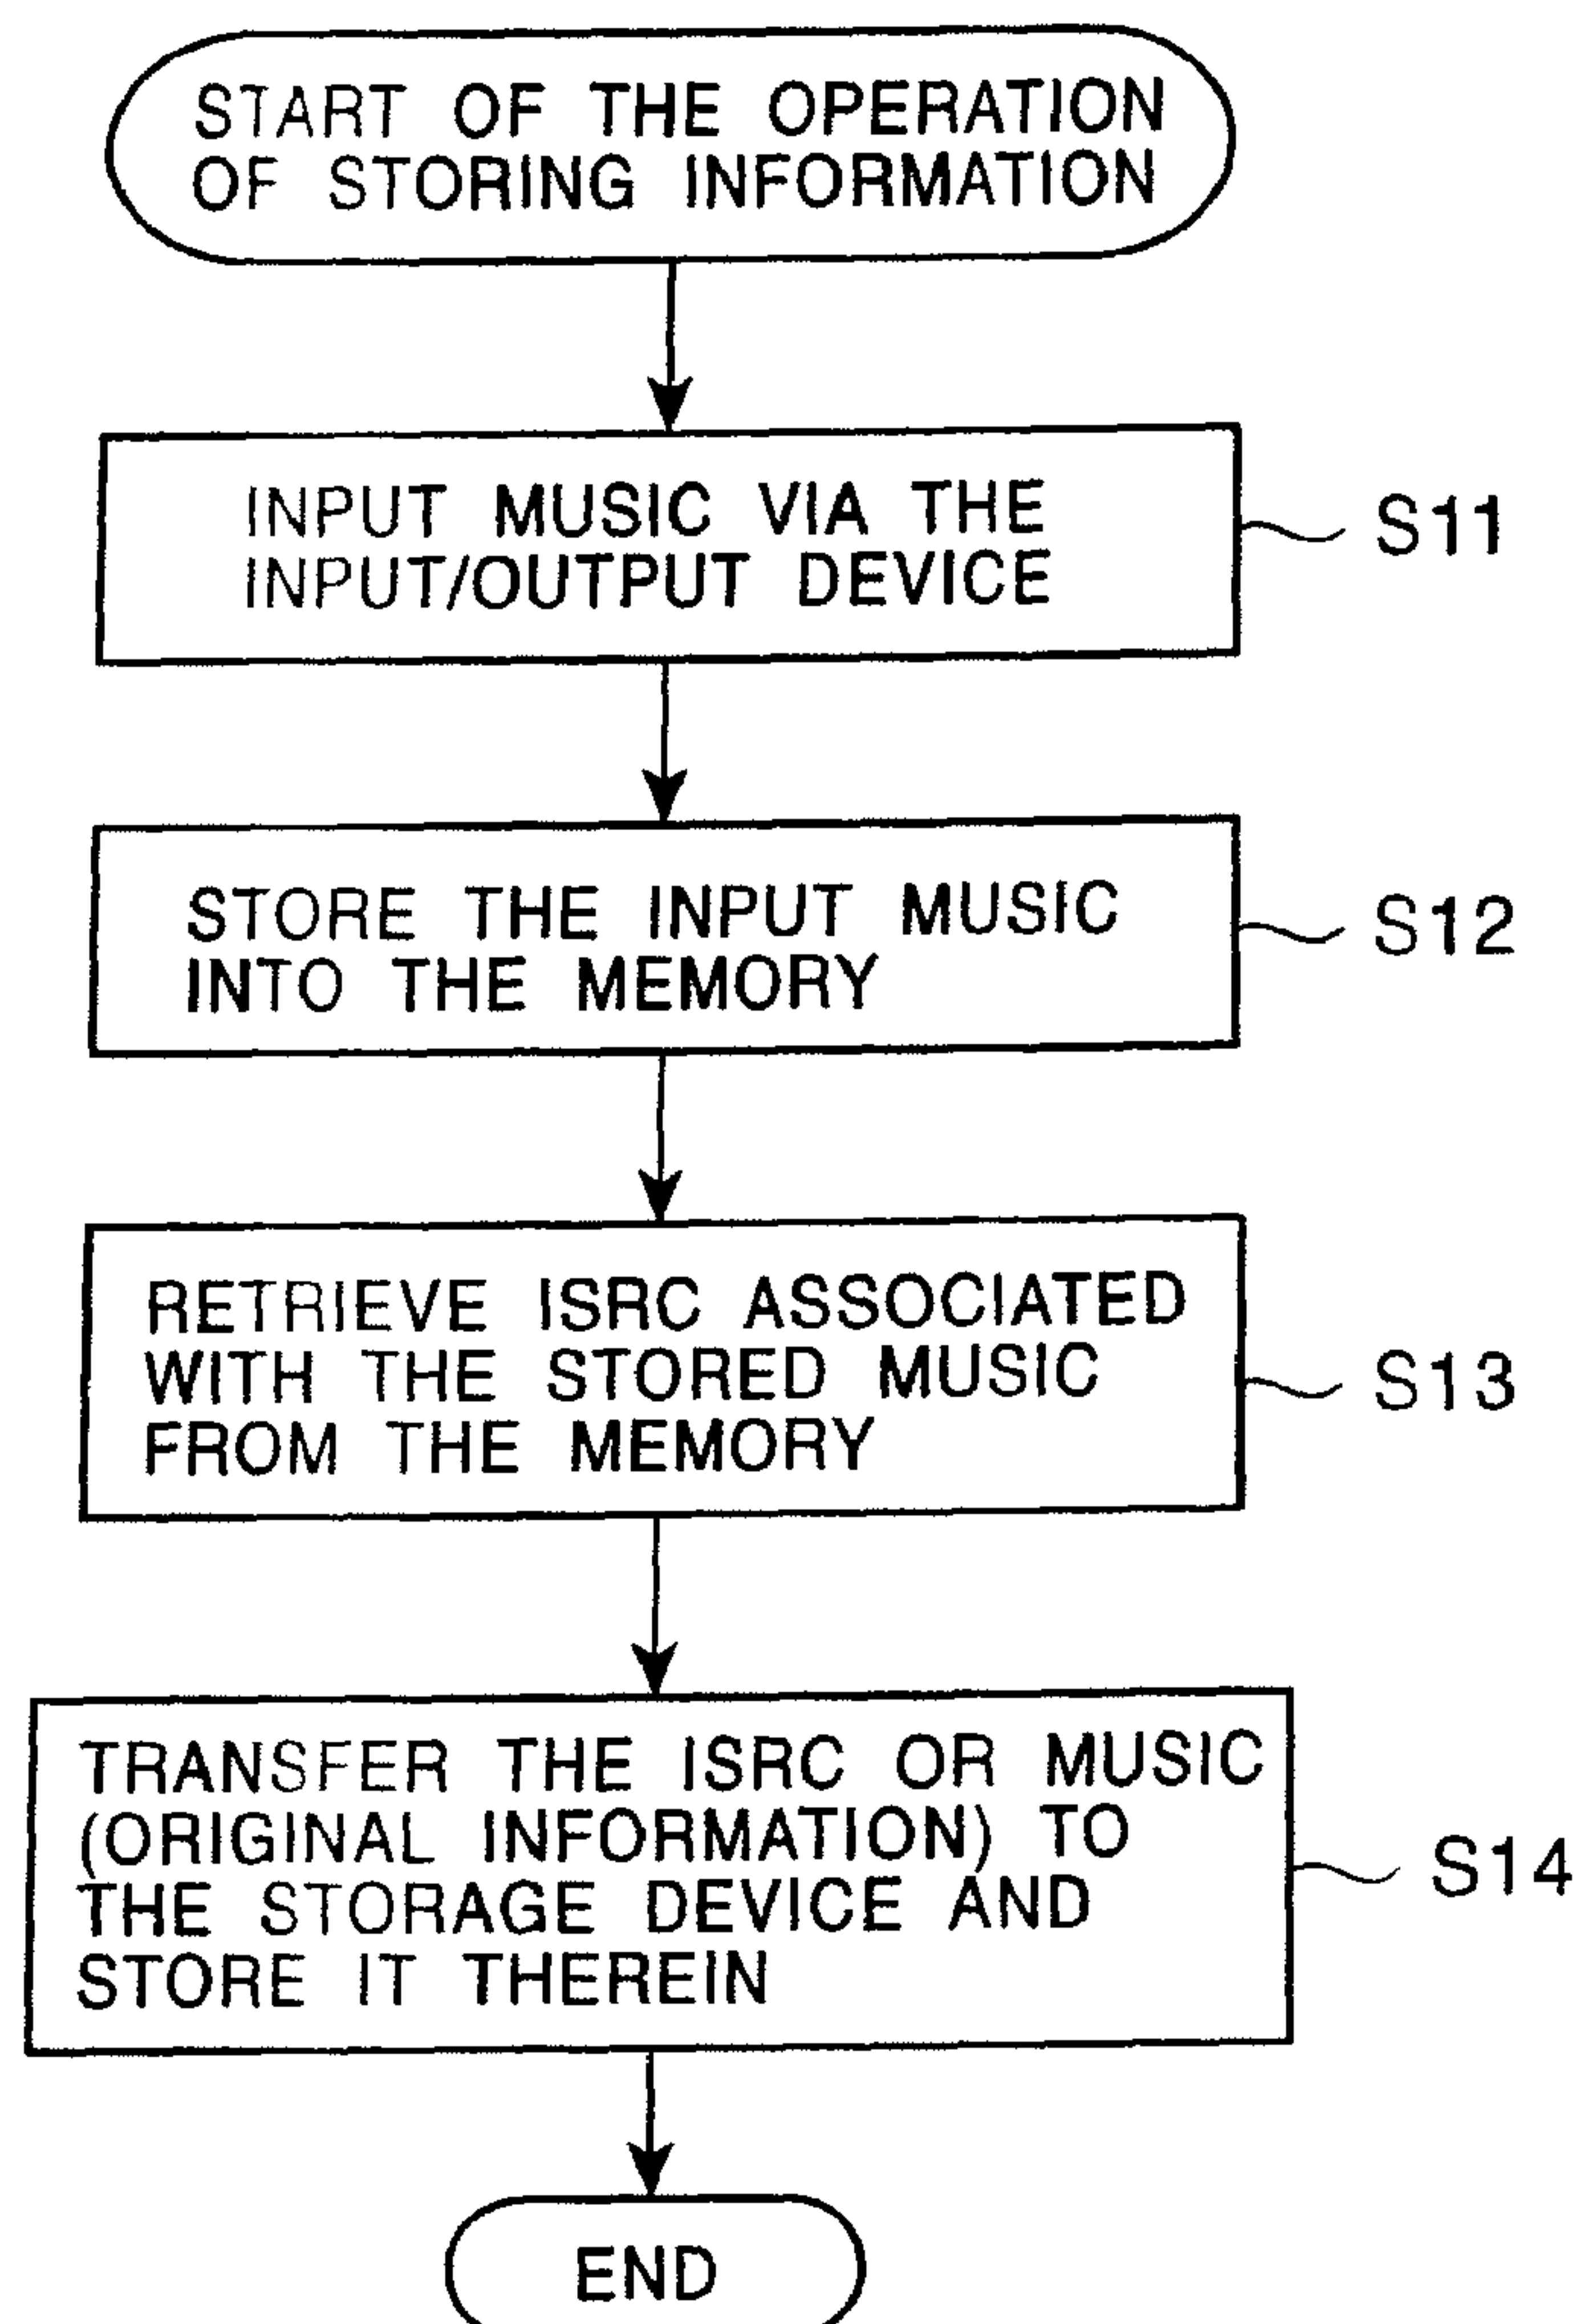 START OF THE OPERATION
OF STORING INFORMATION
INPUT MUSIC VIA THE
INPUT/OUTPUT DEVICE
S11
STORE THE INPUT MUSIC
INTO THE MEMORY
S12
RETRIEVE ISRC ASSOCIATED
WITH THE STORED MUSIC
FROM THE MEMORY
S13
TRANSFER THE ISRC OR MUSIC
(ORIGINAL INFORMATION) TO
THE STORAGE DEVICE AND
STORE IT THEREIN
S14
END